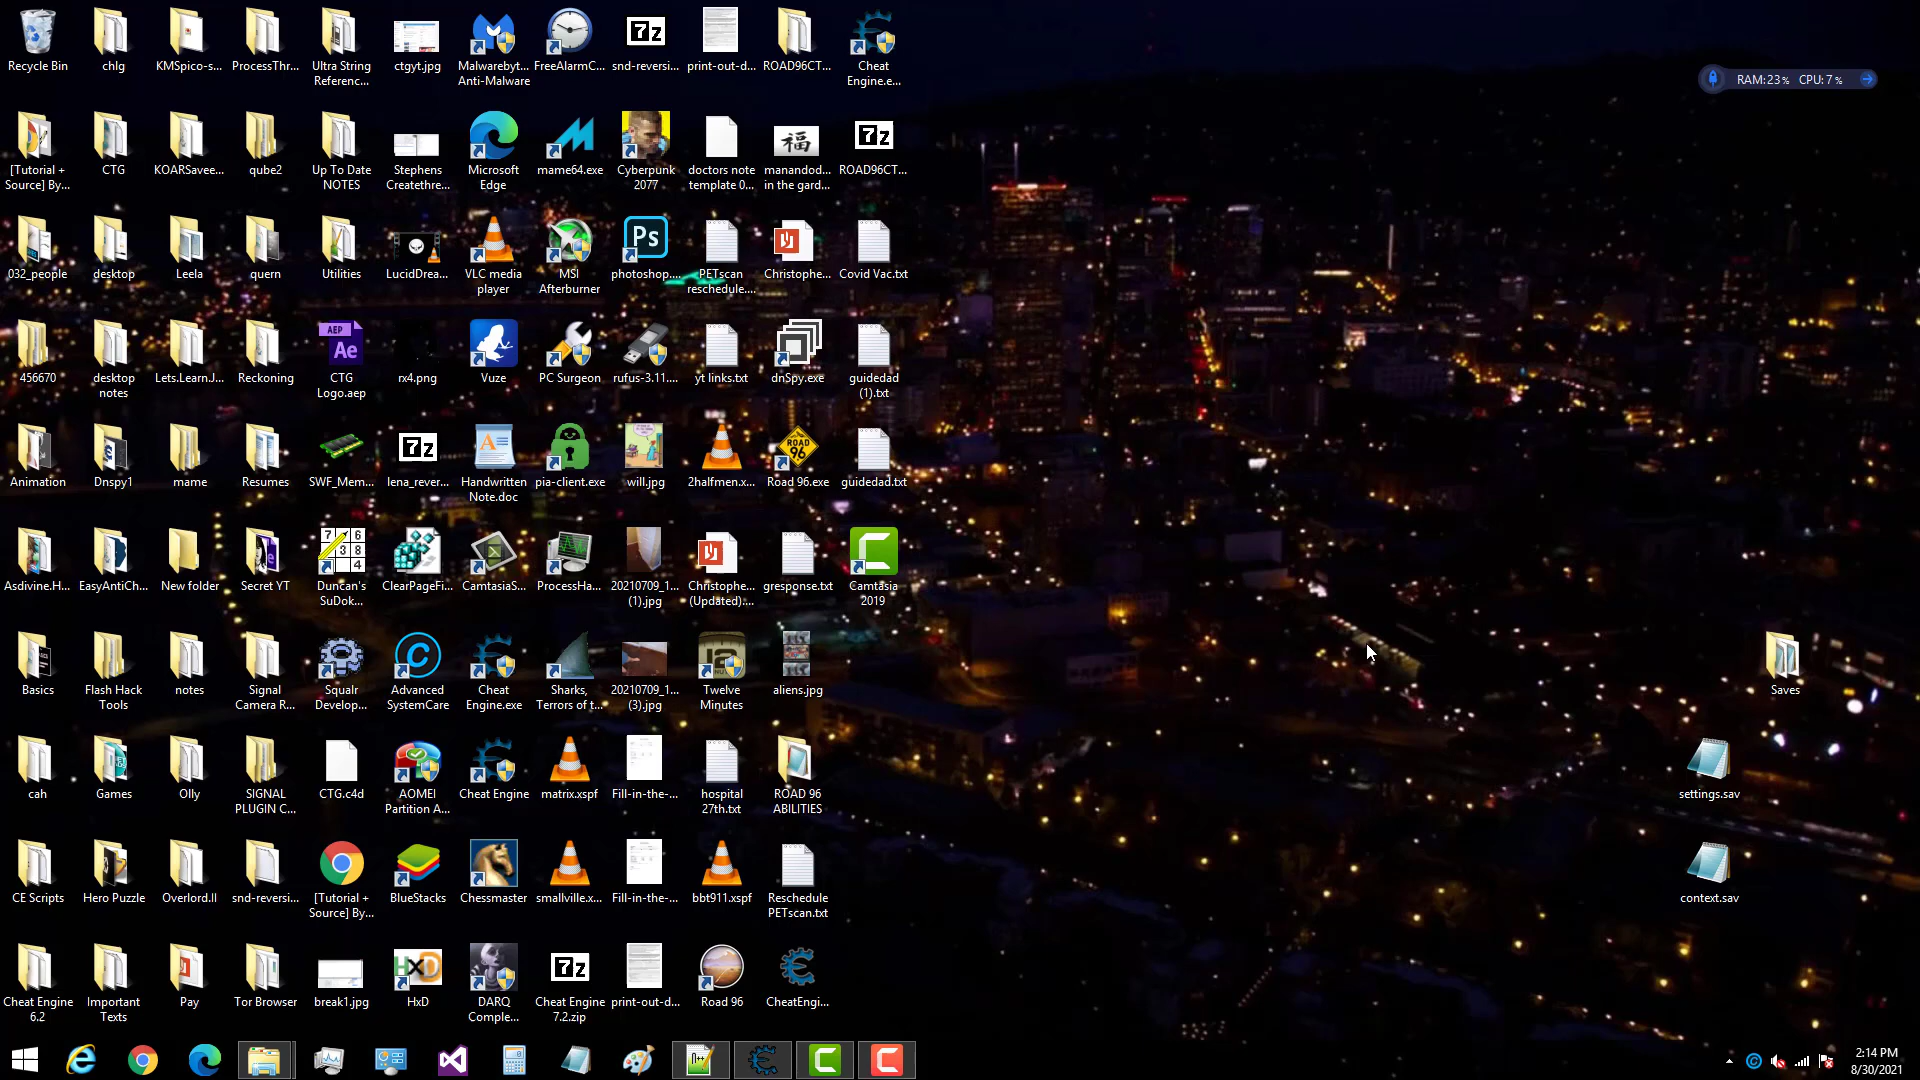 Recycle Bin
chlg
KMSpico-s...
ProcessThr...
Ultra String
Referenc...
ctgyt.jpg
Malwarebyt...
Anti-Malware
FreeAlarmC...
snd-reversi...
print-out-d...
ROAD96CT...
Cheat
Engine.e...
RAM:23% CPU: 7%
[Tutorial +
Source] By...
CTG
KOARSavee...
qube2
Up To Date
NOTES
Stephens
Createthre...
Microsoft
Edge
mame64.exe
Cyberpunk
2077
doctors note
template 0...
福
manandod...
in the gard...
ROAD96CT...
032_people
desktop
Leela
quern
Utilities
LucidDrea...
VLC media
player
MSI
Afterburner
Ps
photoshop....
PETscan
reschedule....
Christophe...
Covid Vac.txt
456670
desktop
notes
Lets.Learn.J...
Reckoning
AEP
Ae
CTG
Logo.aep
rx4.png
Vuze
PC Surgeon
rufus-3.11....
yt links.txt
dnSpy.exe
guidedad
(1).txt
Animation
Dnspy1
mame
Resumes
SWF_Mem...
7z
lena_rever...
Handwritten
Note.doc
pia-client.exe
will.jpg
2halfmen.x...
ROAD
96
Road 96.exe
guidedad.txt
Asdivine.H...
EasyAntiCh...
New folder
Secret YT
Duncan's
SuDok...
ClearPageFi...
CamtasiaS...
ProcessHa...
20210709_1...
(1).jpg
Christophe...
(Updated)....
gresponse.txt
Camtasia
2019
Basics
Flash Hack
Tools
notes
Signal
Camera R...
Squalr
Develop...
Advanced
SystemCare
Cheat
Engine.exe
Sharks,
Terrors of t...
20210709_1...
(3).jpg
Twelve
Minutes
aliens.jpg
Saves
cah
Games
Olly
SIGNAL
PLUGIN C...
CTG.c4d
AOMEI
Partition A...
Cheat Engine
matrix.xspf
Fill-in-the-...
hospital
27th.txt
ROAD 96
ABILITIES
settings.sav
CE Scripts
Hero Puzzle
Overlord.II
snd-reversi...
[Tutorial +
Source] By...
BlueStacks
Chessmaster
smallville.x...
Fill-in-the-...
bbt911.xspf
Reschedule
PETscan.txt
context.sav
Cheat Engine
6.2
Important
Texts
Pay
Tor Browser
break1.jpg
HxD
DARQ
Comple...
Cheat Engine
7.2.zip
print-out-d...
Road 96
CheatEngi...
2:14 PM
8/30/2021